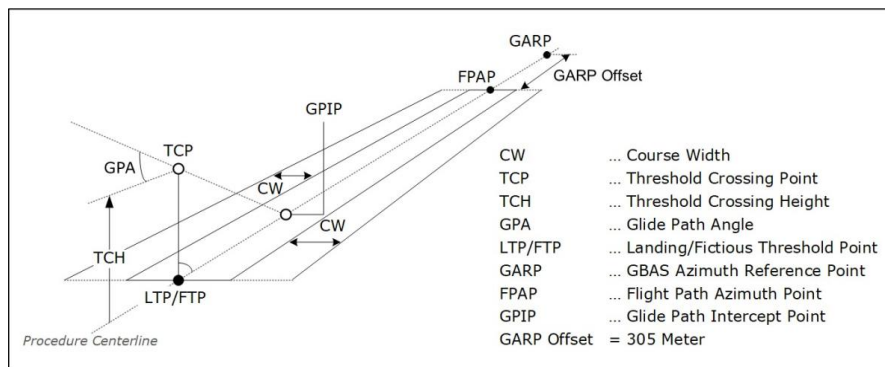 GARP
GARP Offset
FPAP
GPIP
TCP
GPA
CW
CW
TCH
LTP/FTP
Procedure Centerline
CW ... Course Width
TCP ... Threshold Crossing Point
TCH ... Threshold Crossing Height
GPA ... Glide Path Angle
LTP/FTP ... Landing/Fictious Threshold Point
GARP ... GBAS Azimuth Reference Point
FPAP ... Flight Path Azimuth Point
GPIP ... Glide Path Intercept Point
GARP Offset = 305 Meter